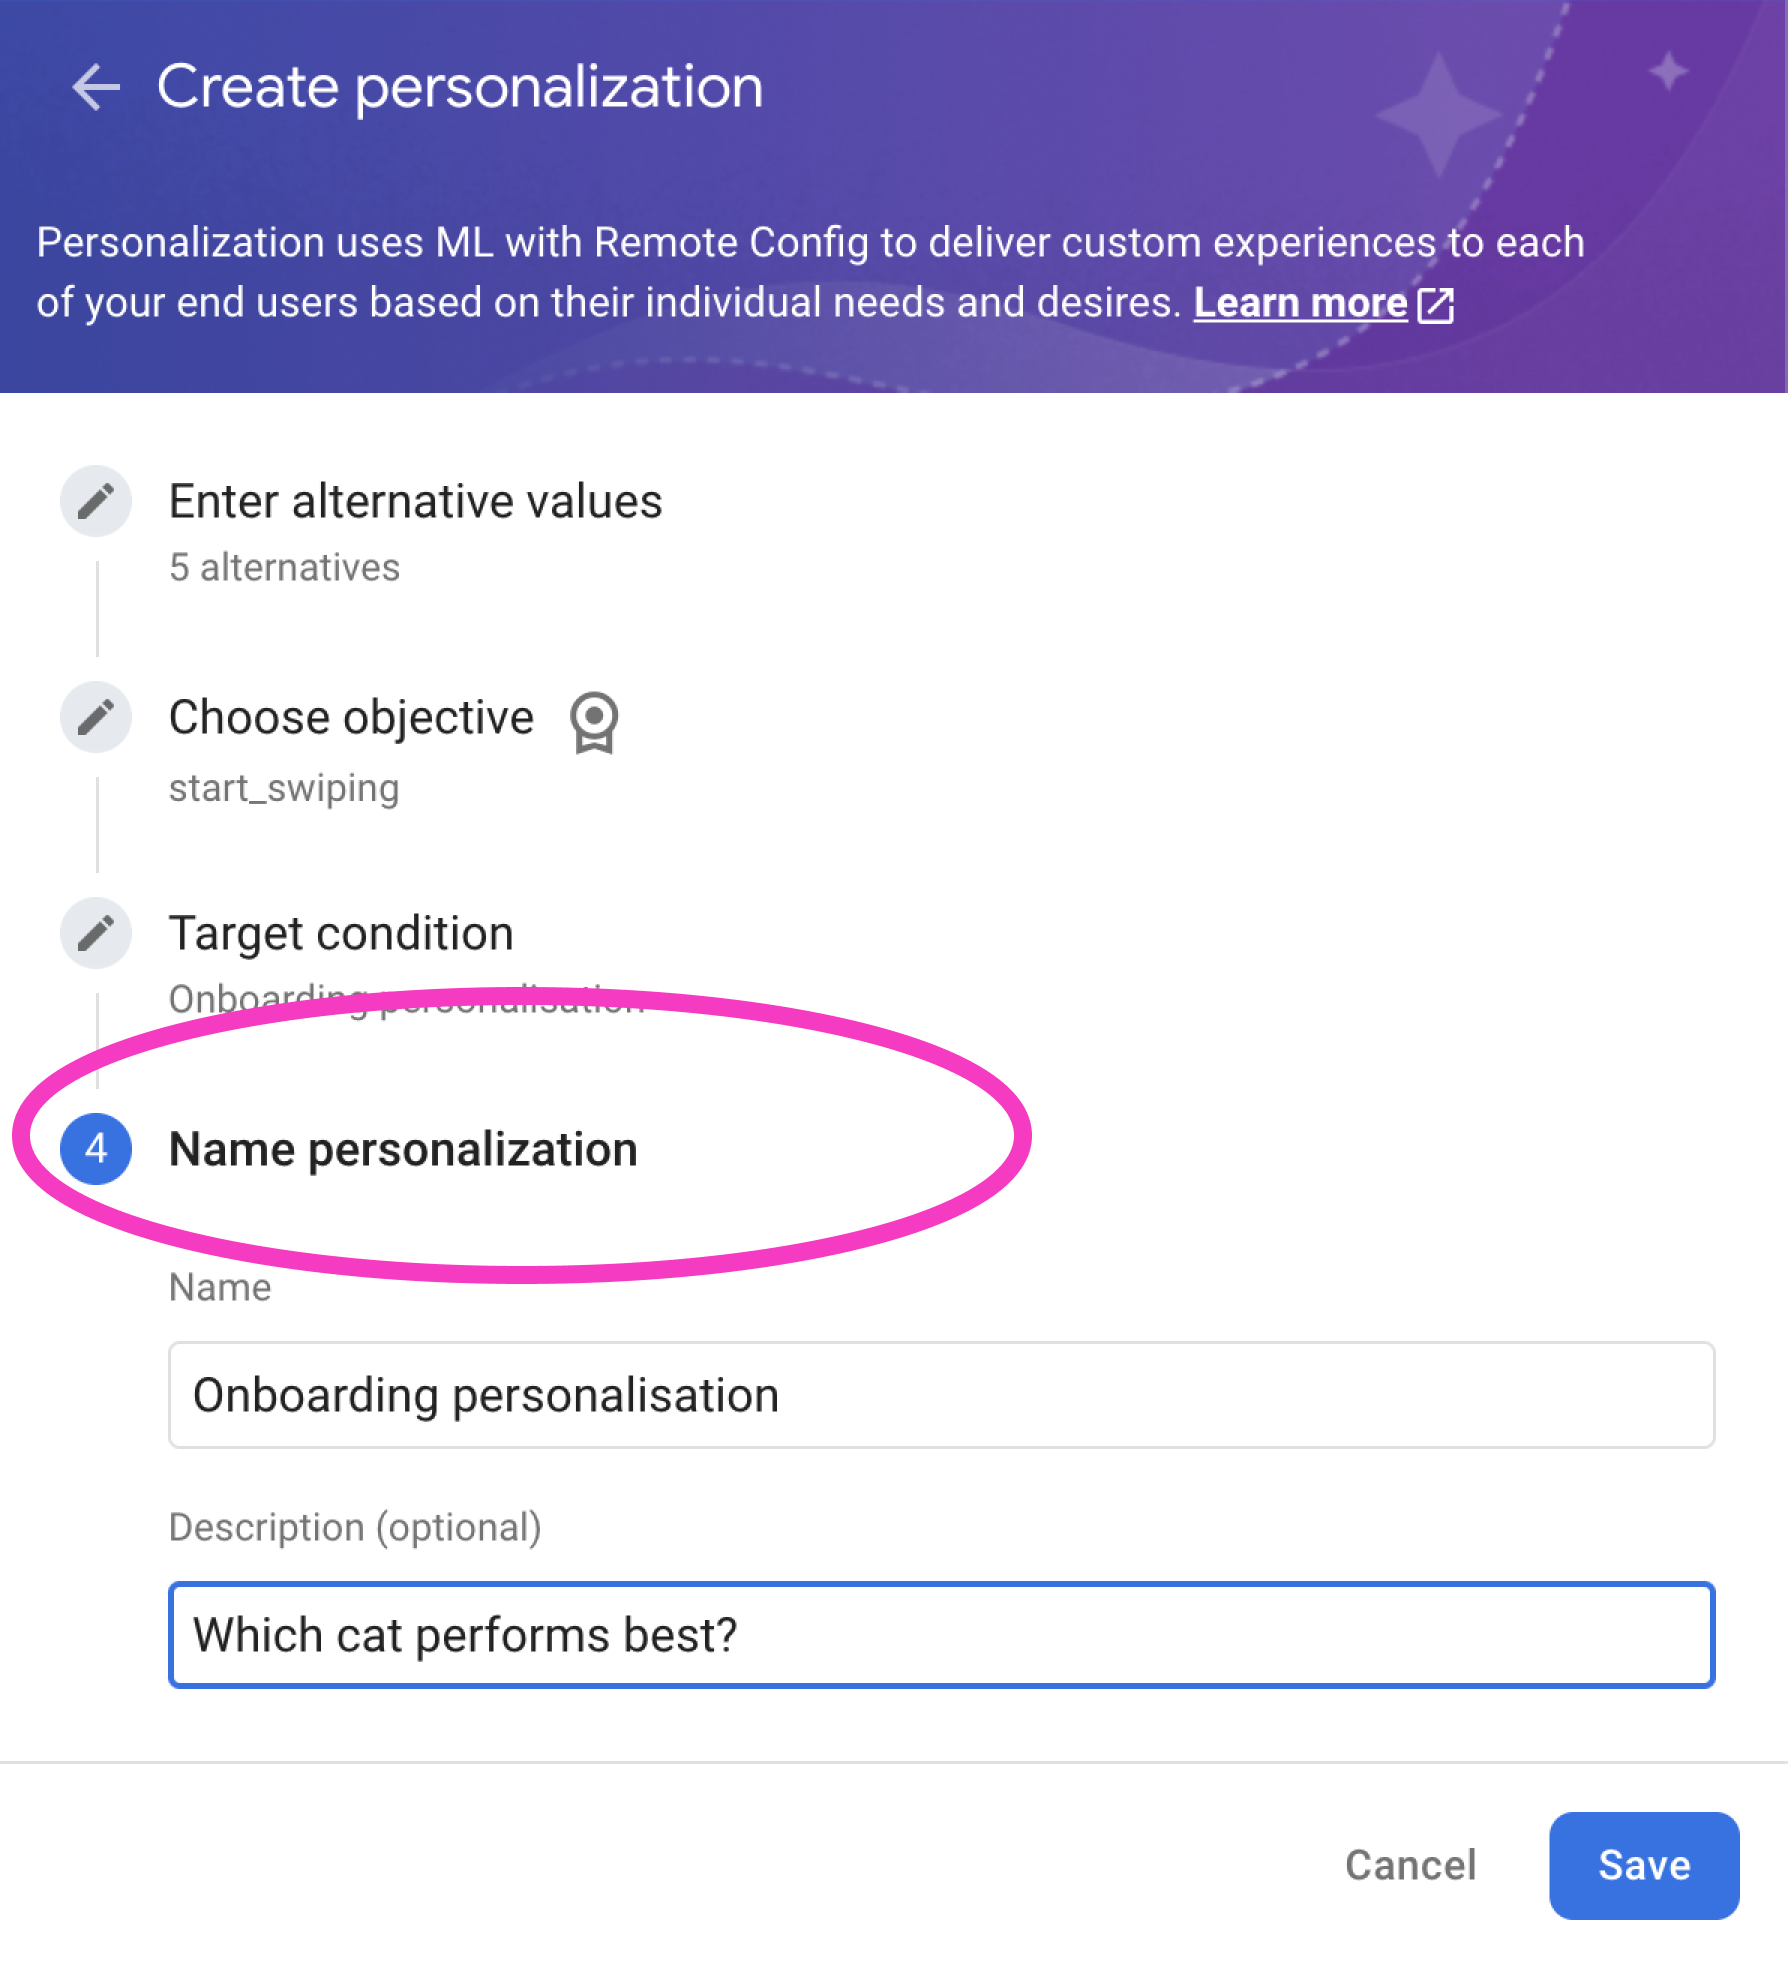 Create personalization
Personalization uses ML with Remote Config to deliver custom experiences to each
of your end users based on their individual needs and desires. Learn more
Enter alternative values
5 alternatives
Choose objective
start_swiping
Target condition
Onboarding personalisation
4 Name personalization
Name
Onboarding personalisation
Description (optional)
Which cat performs best?
Cancel Save